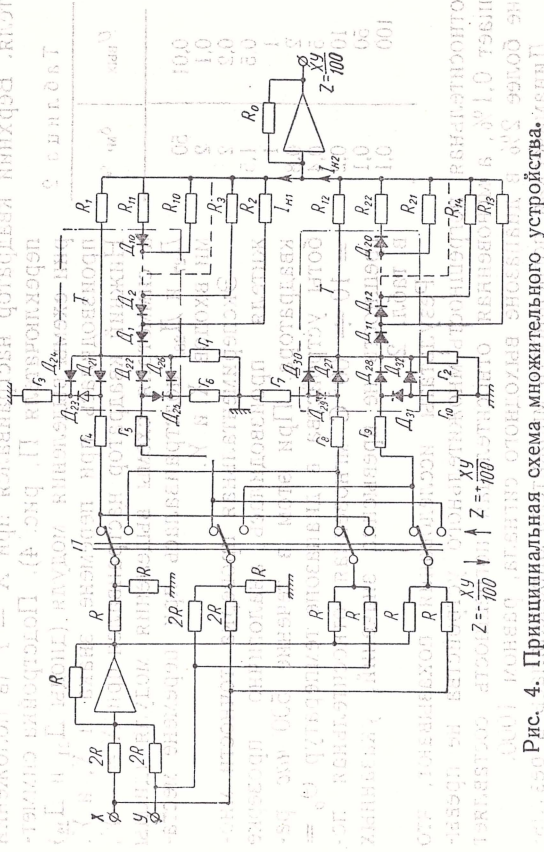 X
У
2R
2R
R
R
R
2R
2R
R
R
R
R
R
П
r₃
Д₂₄
Д₂₃
Д₂₁
r₄
Д₂₂
r₅
Д₂₆
Д₂₅
r₁
r₆
T
Д₁
Д₂
Д₁₀
R₁
R₁₁
R₁₀
R₃
R₂
Iн1
Iн2
R₀
Z=XY/100
r₇
Д₃₀
Д₂₉
Д₂₇
r₈
Д₂₈
r₉
Д₃₂
Д₃₁
r₂
r₁₀
T
Д₁₁
Д₁₂
Д₂₀
R₁₂
R₂₂
R₂₁
R₁₄
R₁₃
Z=-XY/100
Z=+XY/100
Рис. 4. Принципиальная схема множительного устройства.